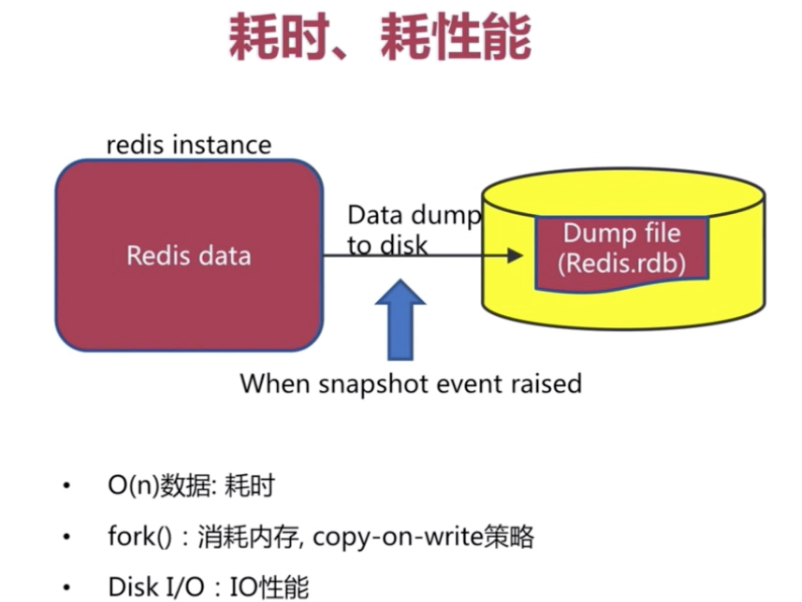 耗时、耗性能
redis instance
Redis data
Data dump
to disk
Dump file
(Redis.rdb)
When snapshot event raised
• O(n)数据: 耗时
• fork()：消耗内存, copy-on-write策略
• Disk I/O：IO性能